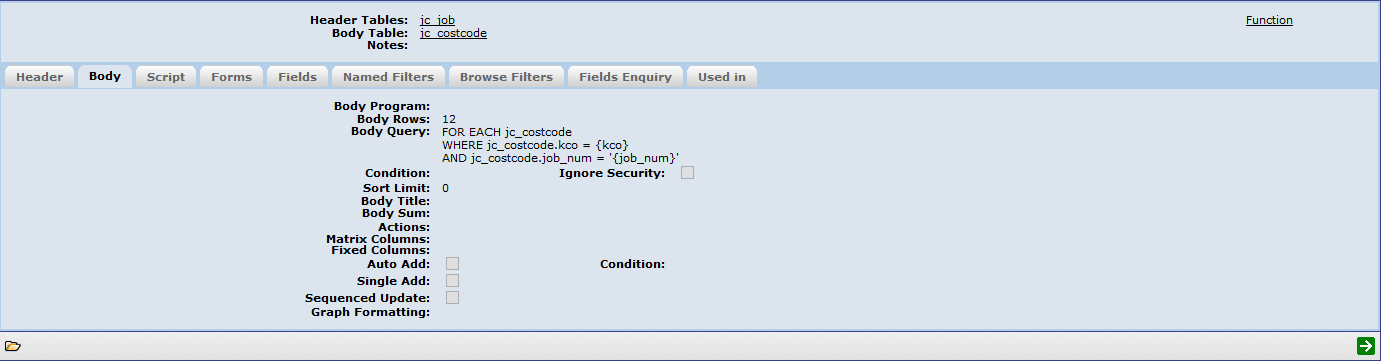 Header Tables: jc_job Function
Body Table: jc_costcode
Notes:
Header Body Script Forms Fields Named Filters Browse Filters Fields Enquiry Used in
Body Program:
Body Rows: 12
Body Query: FOR EACH jc_costcode
WHERE jc_costcode.kco = {kco}
AND jc_costcode.job_num = '{job_num}'
Condition: Ignore Security:
Sort Limit: 0
Body Title:
Body Sum:
Actions:
Matrix Columns:
Fixed Columns:
Auto Add: Condition:
Single Add:
Sequenced Update:
Graph Formatting: